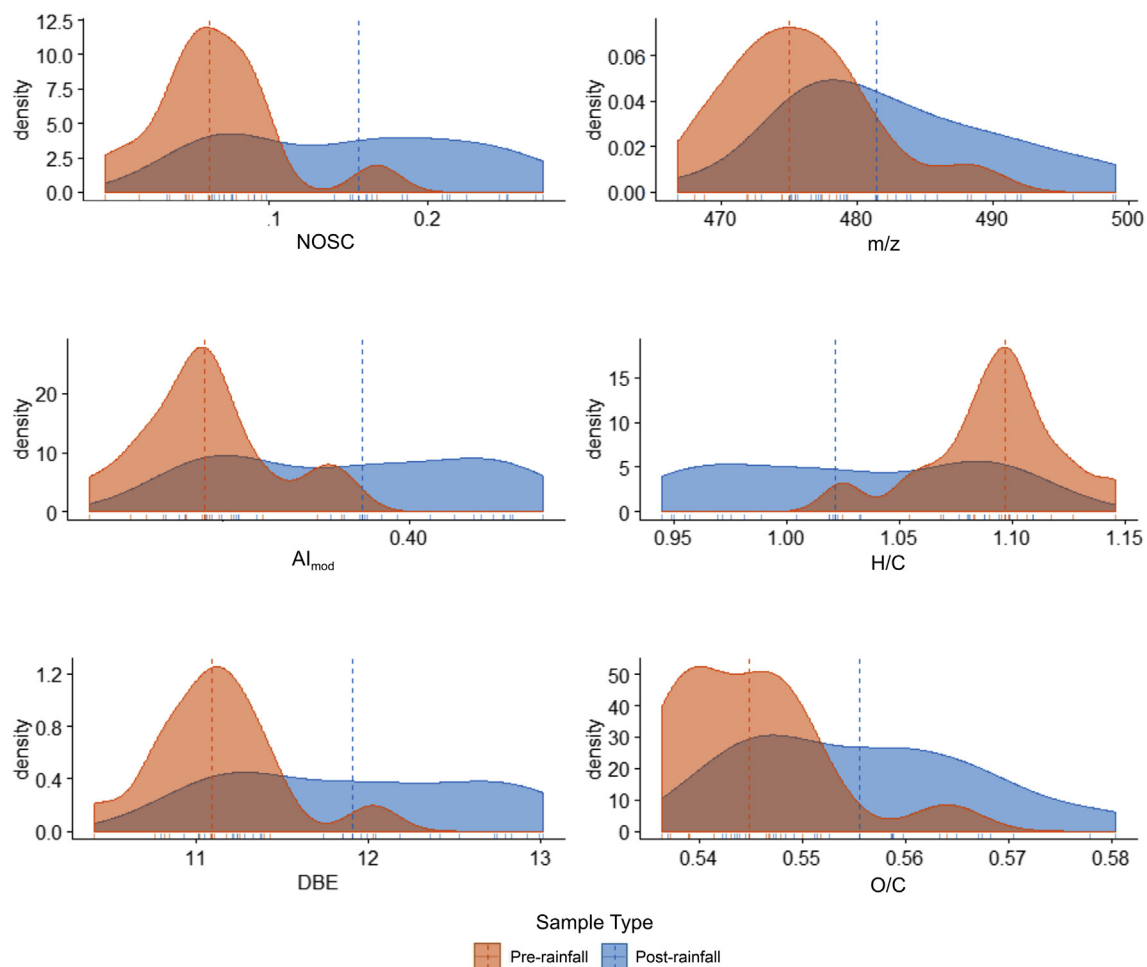 12.5
10.0
7.5
5.0
2.5
0.0
density
.1 0.2
NOSC
0.06
0.04
0.02
0.00
density
470 480 490 500
m/z
20
10
0
density
0.40
AImod
15
10
5
0
density
0.95 1.00 1.05 1.10 1.15
H/C
1.2
0.8
0.4
0.0
density
11 12 13
DBE
50
40
30
20
10
0
density
0.54 0.55 0.56 0.57 0.58
O/C
Sample Type
Pre-rainfall Post-rainfall